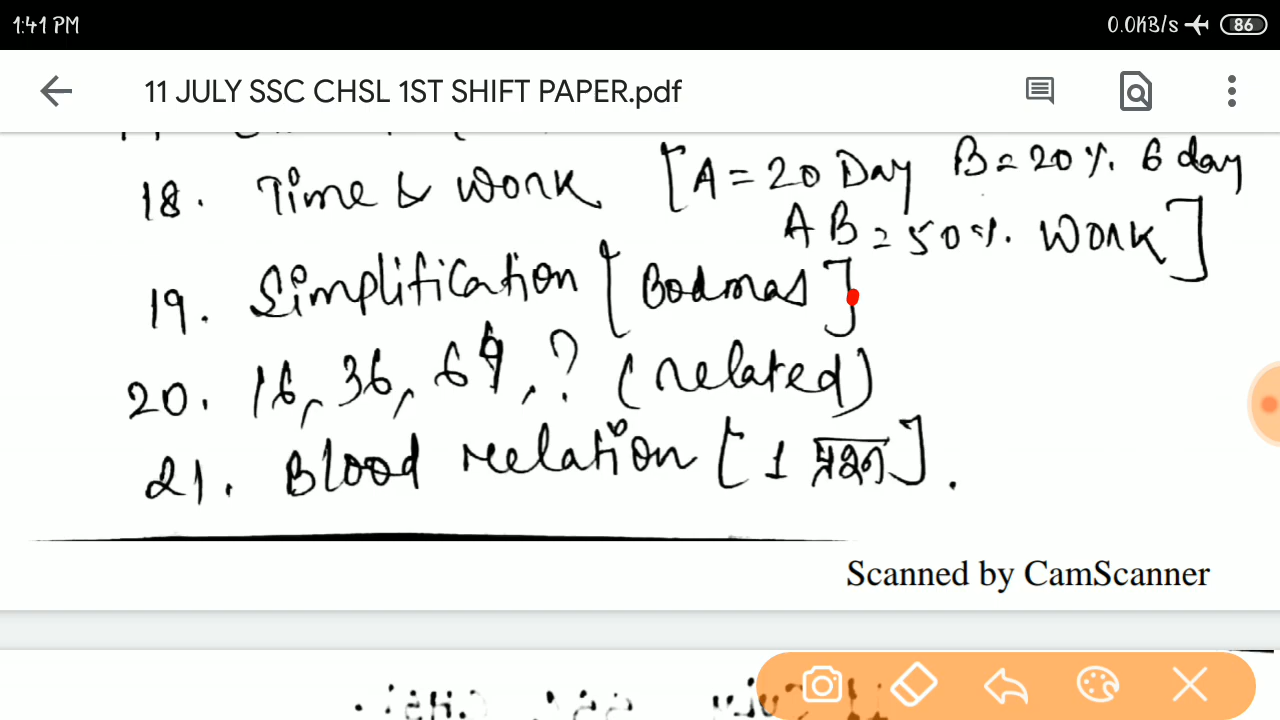 1:41 PM 0.0KB/s 86
11 JULY SSC CHSL 1ST SHIFT PAPER.pdf
18. Time & Work [A = 20 Day B = 20%. 6 day
AB = 50%. Work]
19. Simplification [Bodmas]
20. 16, 36, 64, ? (related)
21. Blood reelation [1 प्रश्न].
Scanned by CamScanner